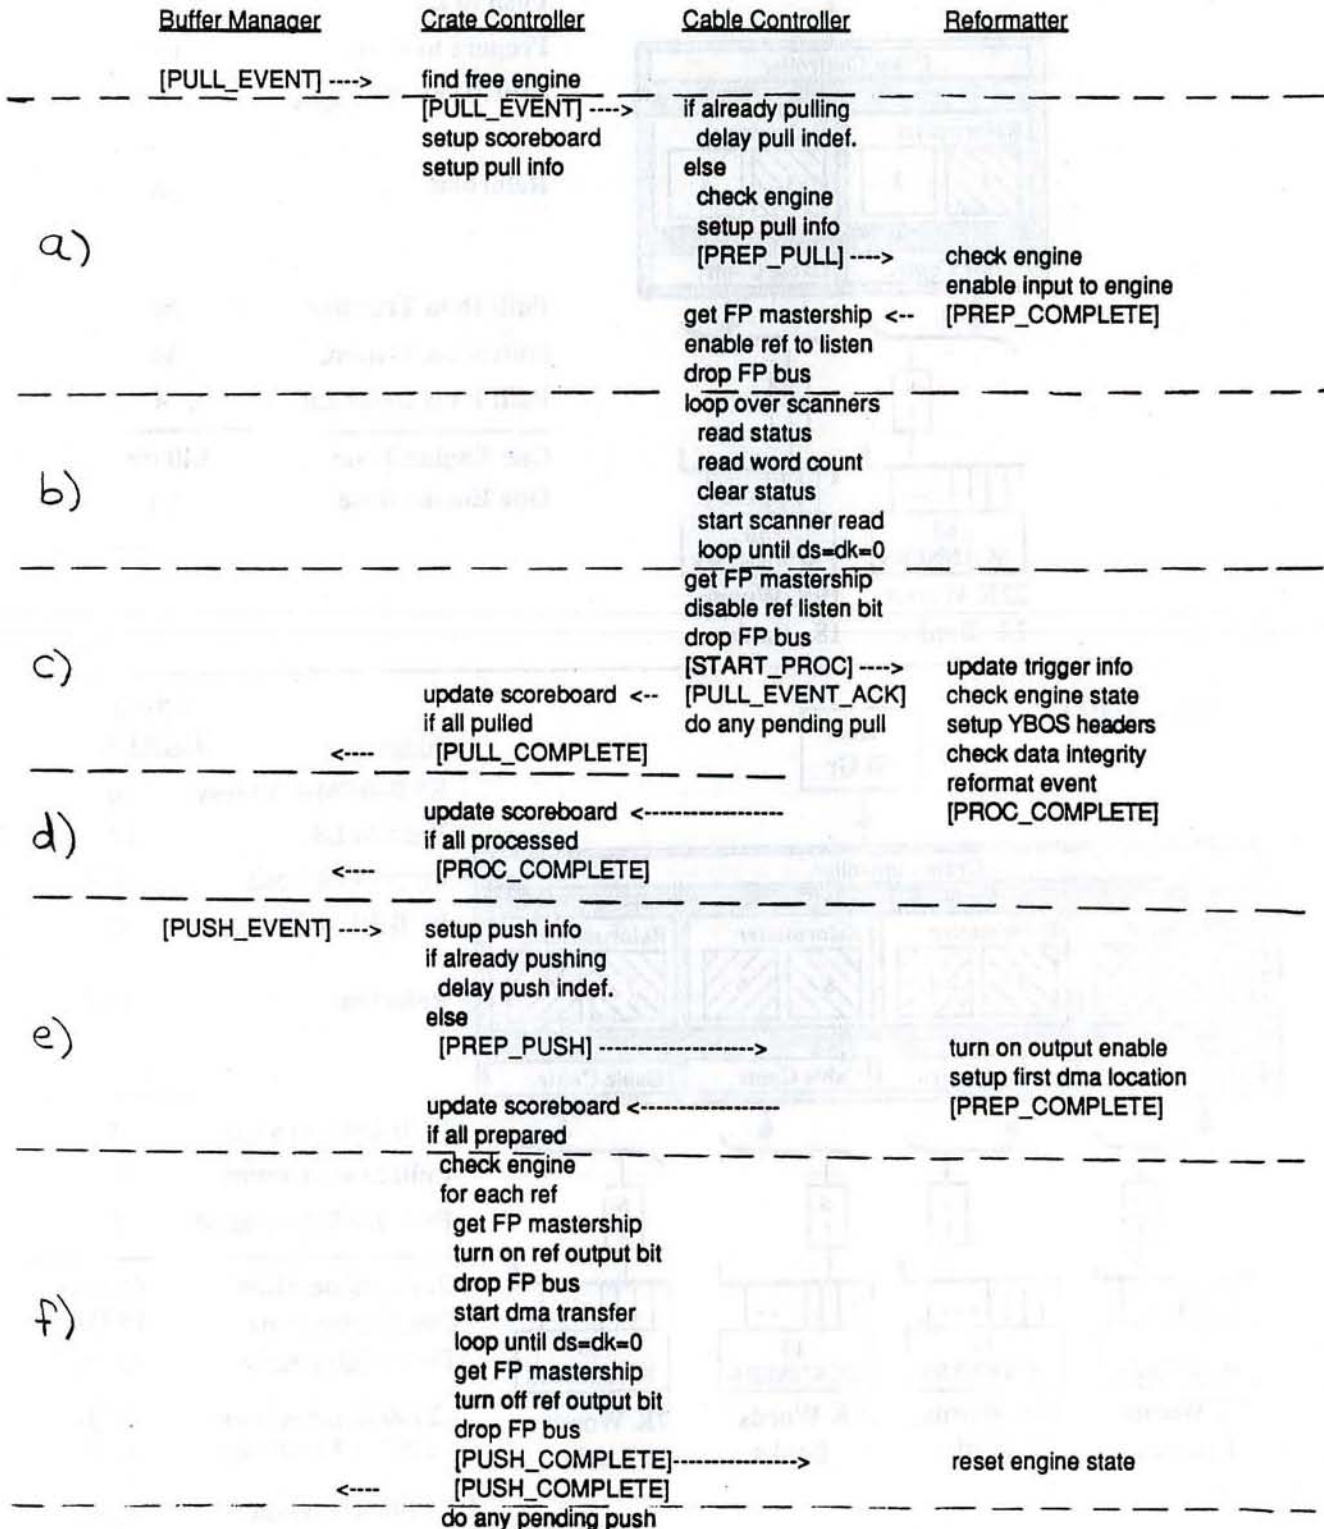 Buffer Manager Crate Controller Cable Controller Reformatter
[PULL_EVENT] ----> find free engine
[PULL_EVENT] ----> if already pulling
setup scoreboard delay pull indef.
setup pull info else
check engine
setup pull info
a) [PREP_PULL] ----> check engine
enable input to engine
get FP mastership <-- [PREP_COMPLETE]
enable ref to listen
drop FP bus
loop over scanners
read status
read word count
b) clear status
start scanner read
loop until ds=dk=0
get FP mastership
disable ref listen bit
drop FP bus
c) [START_PROC] ----> update trigger info
update scoreboard <-- [PULL_EVENT_ACK] check engine state
if all pulled do any pending pull setup YBOS headers
<---- [PULL_COMPLETE] check data integrity
reformat event
update scoreboard <----------------- [PROC_COMPLETE]
d) if all processed
<---- [PROC_COMPLETE]
[PUSH_EVENT] ----> setup push info
if already pushing
delay push indef.
e) else
[PREP_PUSH] --------------------> turn on output enable
setup first dma location
update scoreboard <----------------- [PREP_COMPLETE]
if all prepared
check engine
for each ref
get FP mastership
turn on ref output bit
drop FP bus
f) start dma transfer
loop until ds=dk=0
get FP mastership
turn off ref output bit
drop FP bus
[PUSH_COMPLETE]---------------> reset engine state
<---- [PUSH_COMPLETE]
do any pending push